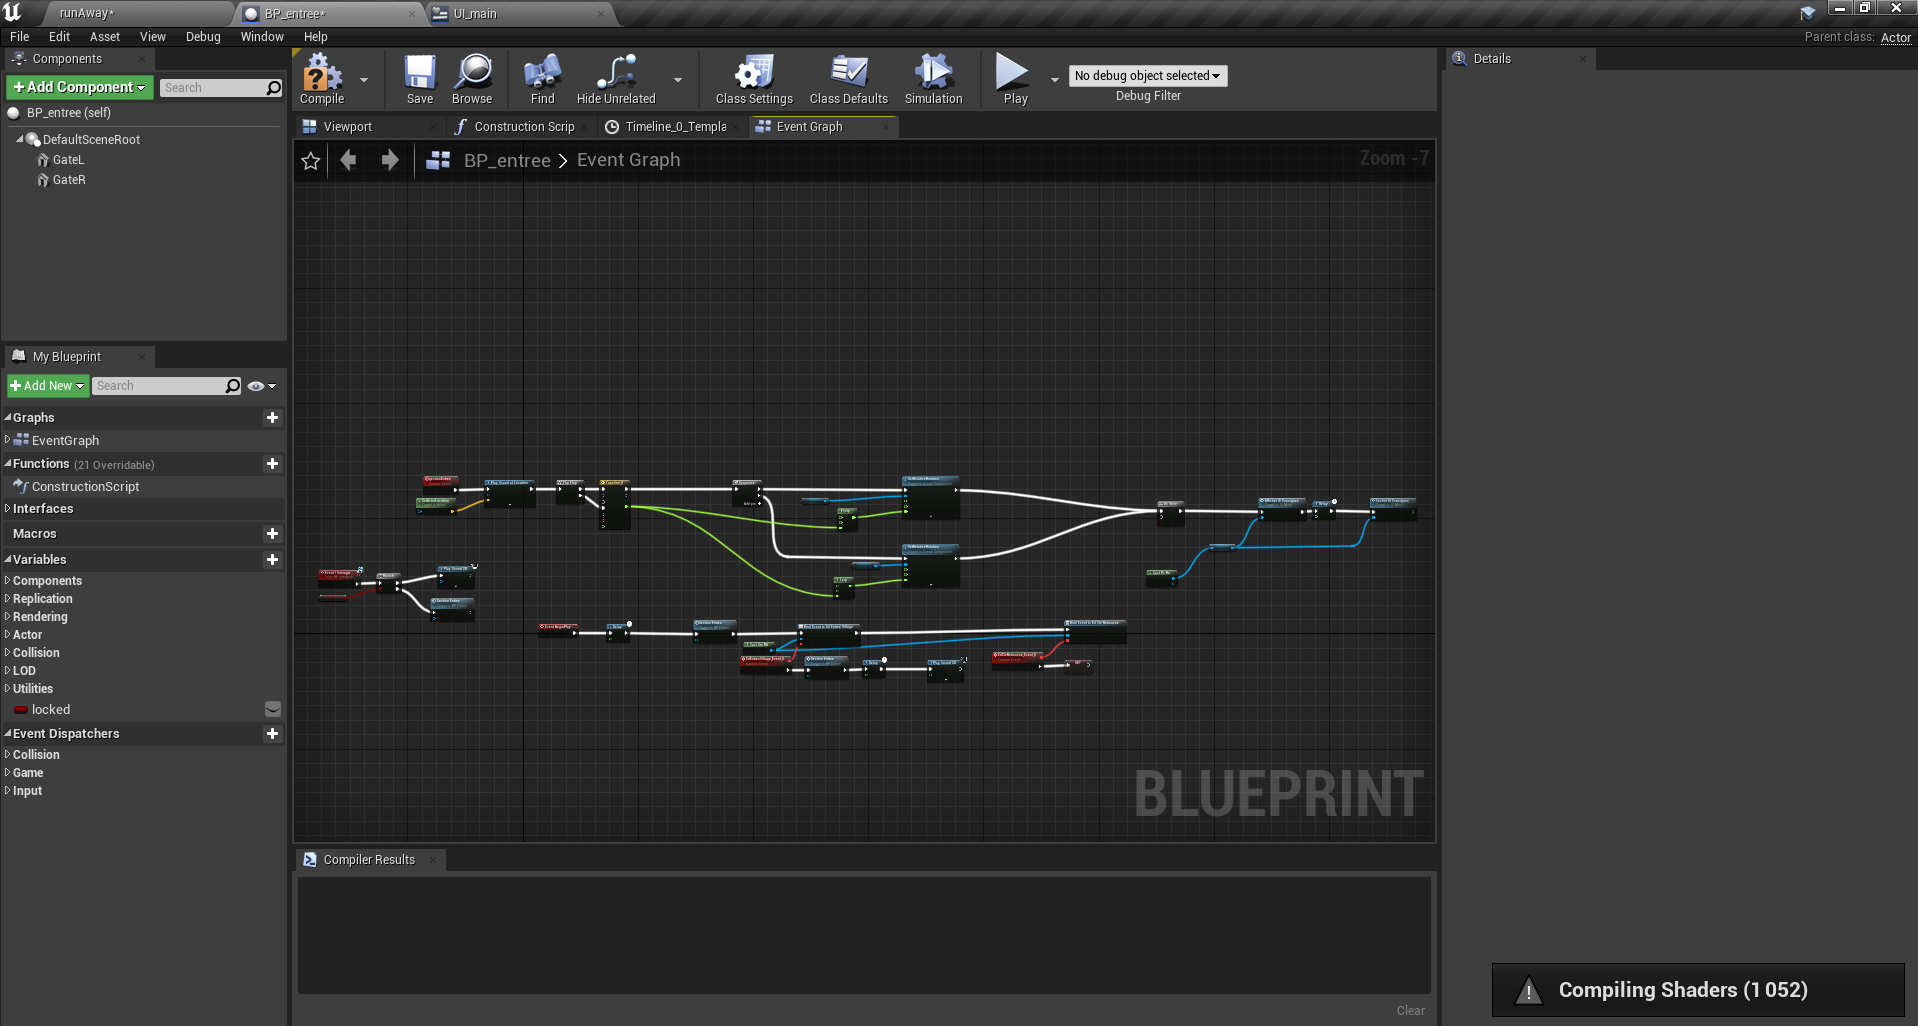 runAway*
BP_entree*
UI_main
File Edit Asset View Debug Window Help
Parent class: Actor
Components
+ Add Component
Search
BP_entree (self)
DefaultSceneRoot
GateL
GateR
My Blueprint
+ Add New
Search
Graphs
EventGraph
Functions (21 Overridable)
ConstructionScript
Interfaces
Macros
Variables
Components
Replication
Rendering
Actor
Collision
LOD
Utilities
locked
Event Dispatchers
Collision
Game
Input
Compile
Save
Browse
Find
Hide Unrelated
Class Settings
Class Defaults
Simulation
Play
No debug object selected
Debug Filter
Viewport
Construction Scrip
Timeline_0_Templa
Event Graph
BP_entree > Event Graph
Zoom -7
BLUEPRINT
Compiler Results
Clear
Details
Compiling Shaders (1 052)